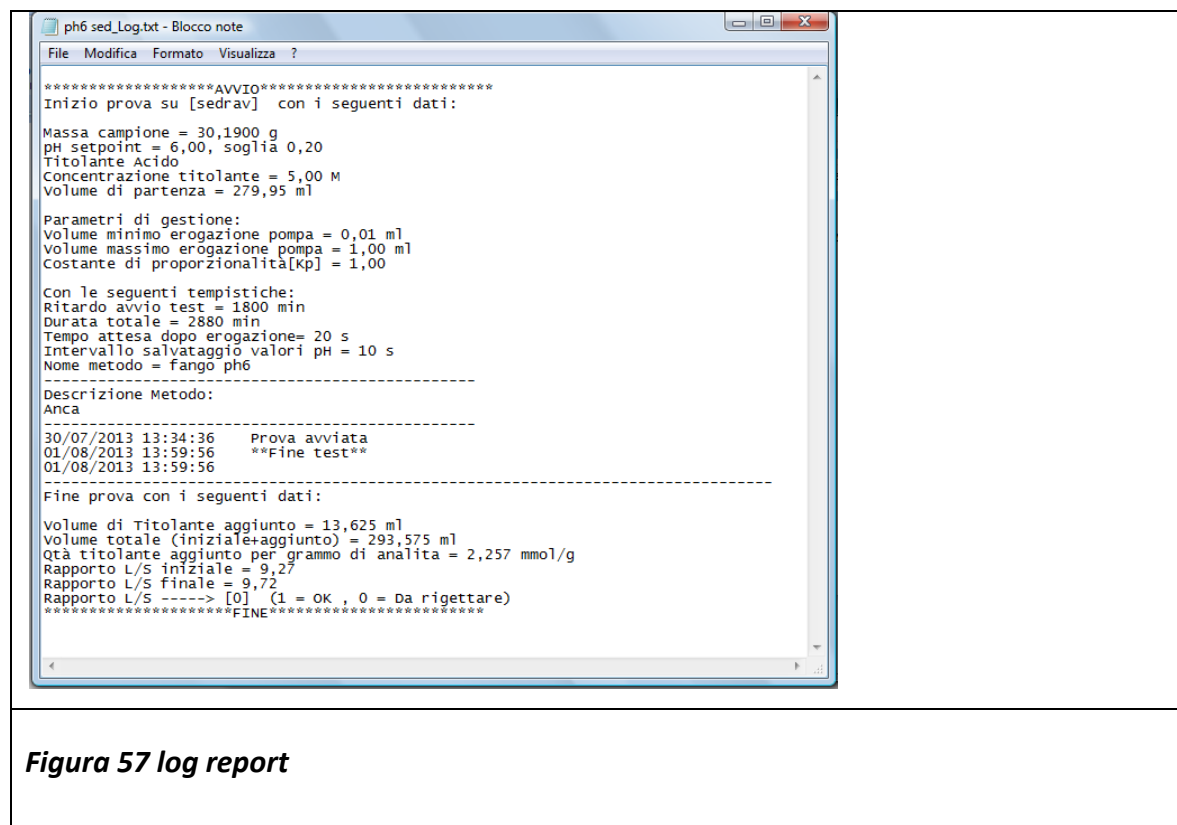 ph6 sed_Log.txt - Blocco note
File Modifica Formato Visualizza ?
*******************AVVIO**************************
Inizio prova su [sedrav]  con i seguenti dati:
Massa campione = 30,1900 g
pH setpoint = 6,00, soglia 0,20
Titolante Acido
Concentrazione titolante = 5,00 M
Volume di partenza = 279,95 ml
Parametri di gestione:
Volume minimo erogazione pompa = 0,01 ml
Volume massimo erogazione pompa = 1,00 ml
Costante di proporzionalità[Kp] = 1,00
Con le seguenti tempistiche:
Ritardo avvio test = 1800 min
Durata totale = 2880 min
Tempo attesa dopo erogazione= 20 s
Intervallo salvataggio valori pH = 10 s
Nome metodo = fango ph6
------------------------------------------------
Descrizione Metodo:
Anca
------------------------------------------------
30/07/2013 13:34:36    Prova avviata
01/08/2013 13:59:56    **Fine test**
01/08/2013 13:59:56
---------------------------------------------------------------------------------
Fine prova con i seguenti dati:
Volume di Titolante aggiunto = 13,625 ml
Volume totale (iniziale+aggiunto) = 293,575 ml
Qtà titolante aggiunto per grammo di analita = 2,257 mmol/g
Rapporto L/S iniziale = 9,27
Rapporto L/S finale = 9,72
Rapporto L/S -----> [0]  (1 = OK , 0 = Da rigettare)
*********************FINE************************
Figura 57 log report